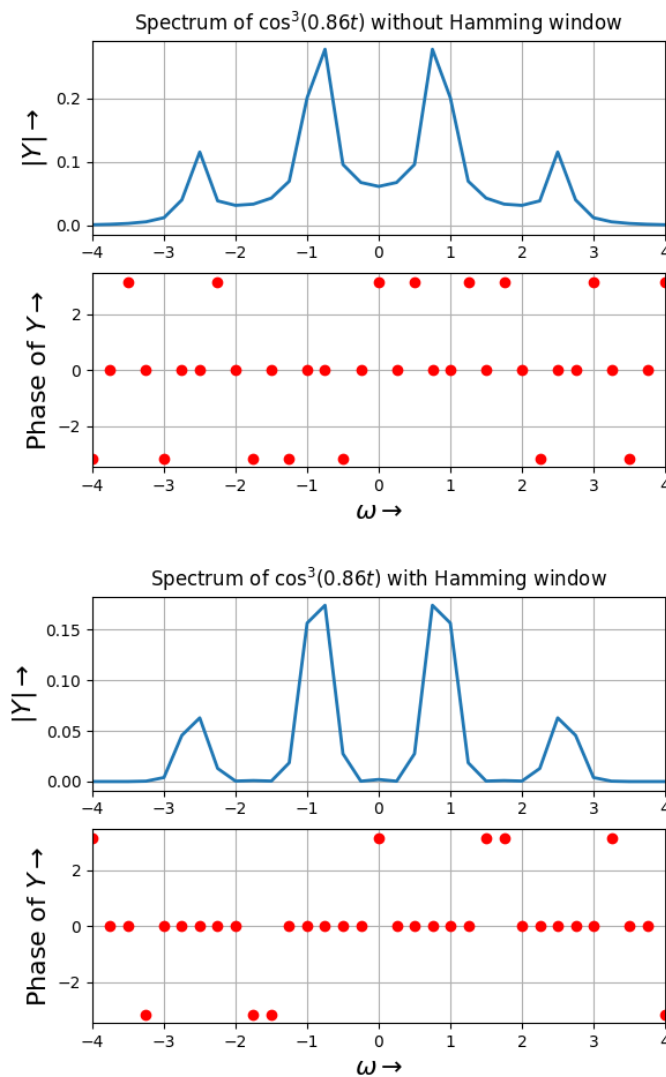 Spectrum of cos³(0.86t) without Hamming window
|Y|→
0.2
0.1
0.0
−4 −3 −2 −1 0 1 2 3 4
Phase of Y→
2
0
−2
−4 −3 −2 −1 0 1 2 3 4
ω→
Spectrum of cos³(0.86t) with Hamming window
|Y|→
0.15
0.10
0.05
0.00
−4 −3 −2 −1 0 1 2 3 4
Phase of Y→
2
0
−2
−4 −3 −2 −1 0 1 2 3 4
ω→